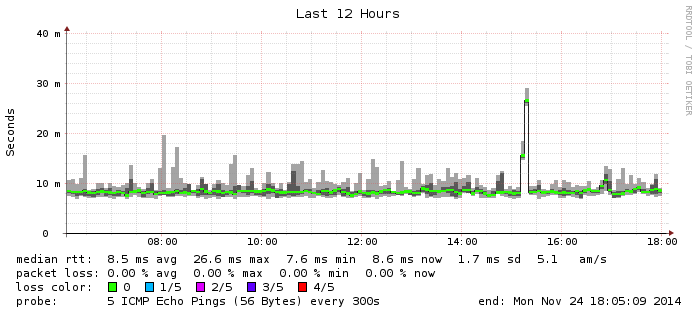 Last 12 Hours
RRDTOOL / TOBI OETIKER
Seconds
40 m
30 m
20 m
10 m
0
08:00 10:00 12:00 14:00 16:00 18:00
median rtt: 8.5 ms avg 26.6 ms max 7.6 ms min 8.6 ms now 1.7 ms sd 5.1 am/s
packet loss: 0.00 % avg 0.00 % max 0.00 % min 0.00 % now
loss color: 0 1/5 2/5 3/5 4/5
probe: 5 ICMP Echo Pings (56 Bytes) every 300s end: Mon Nov 24 18:05:09 2014